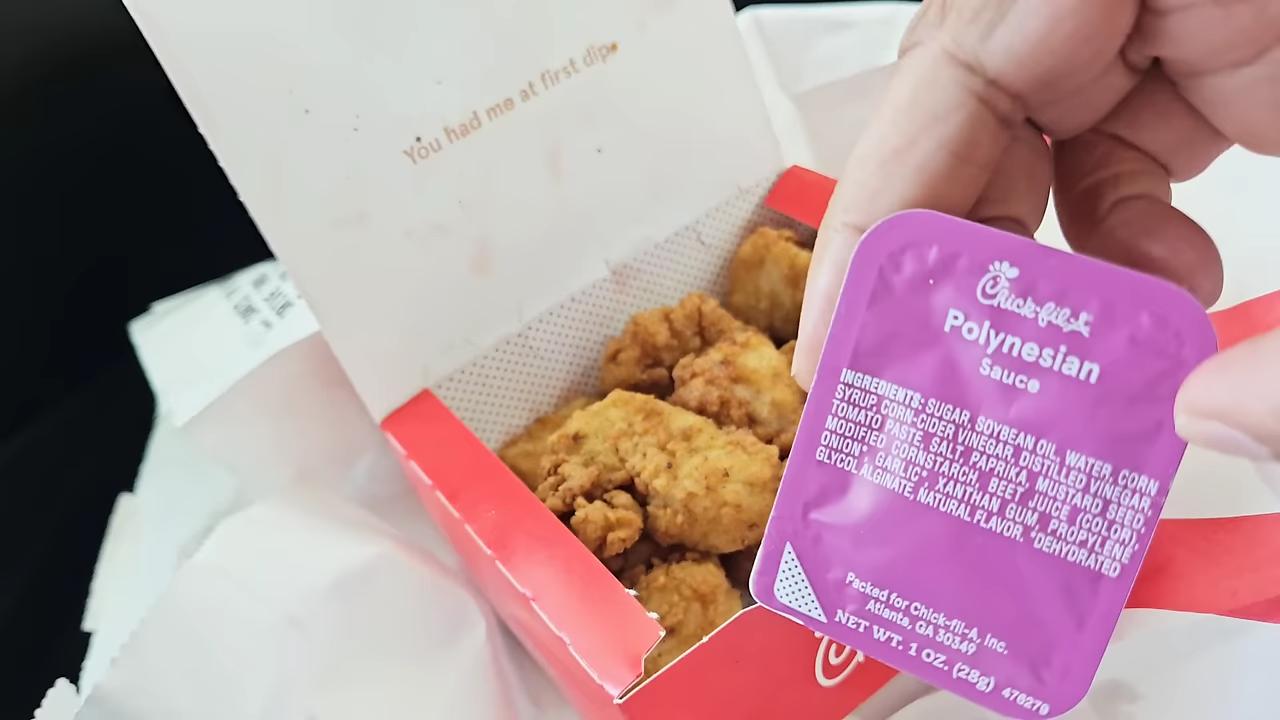 You had me at first dip.
Chick-fil-A
Polynesian
Sauce
INGREDIENTS: SUGAR, SOYBEAN OIL, WATER, CORN
SYRUP, CORN-CIDER VINEGAR, DISTILLED VINEGAR,
TOMATO PASTE, SALT, PAPRIKA, MUSTARD SEED,
MODIFIED CORNSTARCH, BEET JUICE (COLOR),
ONION*, GARLIC*, XANTHAN GUM, PROPYLENE
GLYCOL ALGINATE, NATURAL FLAVOR. *DEHYDRATED
Packed for Chick-fil-A, Inc.
Atlanta, GA 30349
NET WT. 1 OZ. (28g) 476279